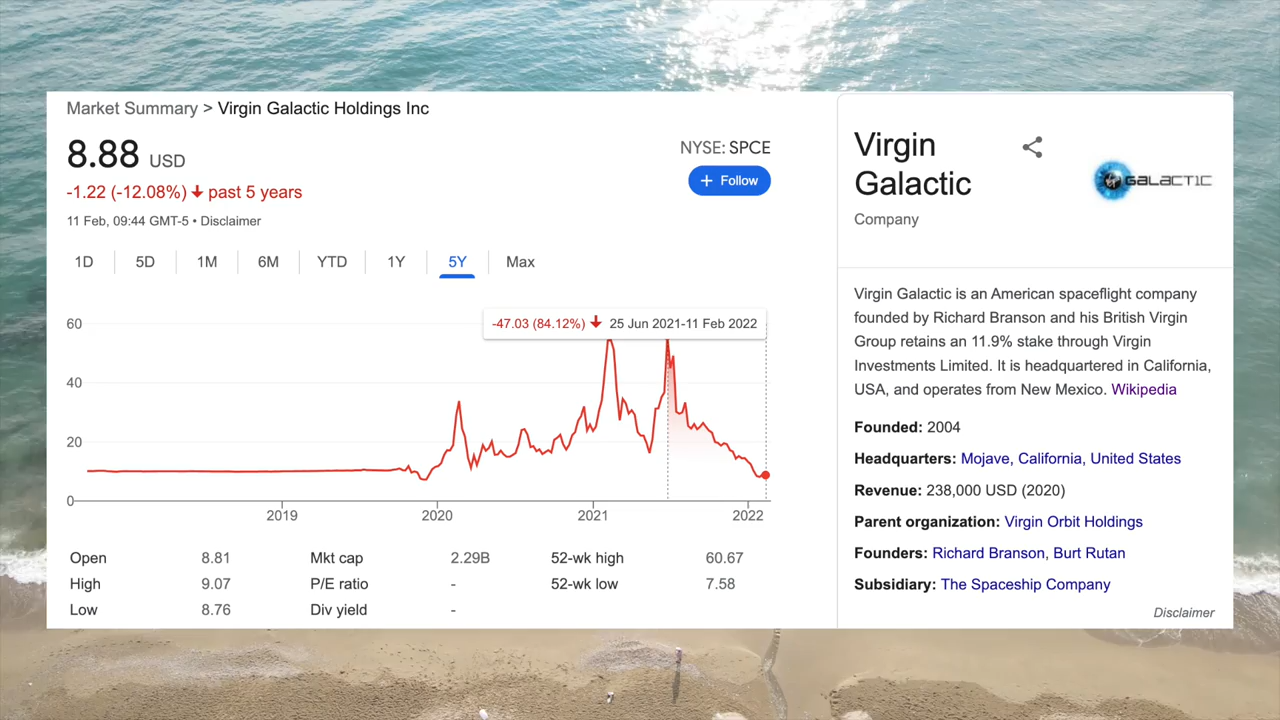 Market Summary > Virgin Galactic Holdings Inc
8.88 USD
-1.22 (-12.08%) ↓ past 5 years
11 Feb, 09:44 GMT-5 • Disclaimer
NYSE: SPCE
+ Follow
1D 5D 1M 6M YTD 1Y 5Y Max
-47.03 (84.12%) ↓ 25 Jun 2021-11 Feb 2022
60
40
20
0
2019 2020 2021 2022
Open 8.81 Mkt cap 2.29B 52-wk high 60.67
High 9.07 P/E ratio - 52-wk low 7.58
Low 8.76 Div yield -
Virgin
Galactic
Company
GALACTIC
Virgin Galactic is an American spaceflight company
founded by Richard Branson and his British Virgin
Group retains an 11.9% stake through Virgin
Investments Limited. It is headquartered in California,
USA, and operates from New Mexico. Wikipedia
Founded: 2004
Headquarters: Mojave, California, United States
Revenue: 238,000 USD (2020)
Parent organization: Virgin Orbit Holdings
Founders: Richard Branson, Burt Rutan
Subsidiary: The Spaceship Company
Disclaimer